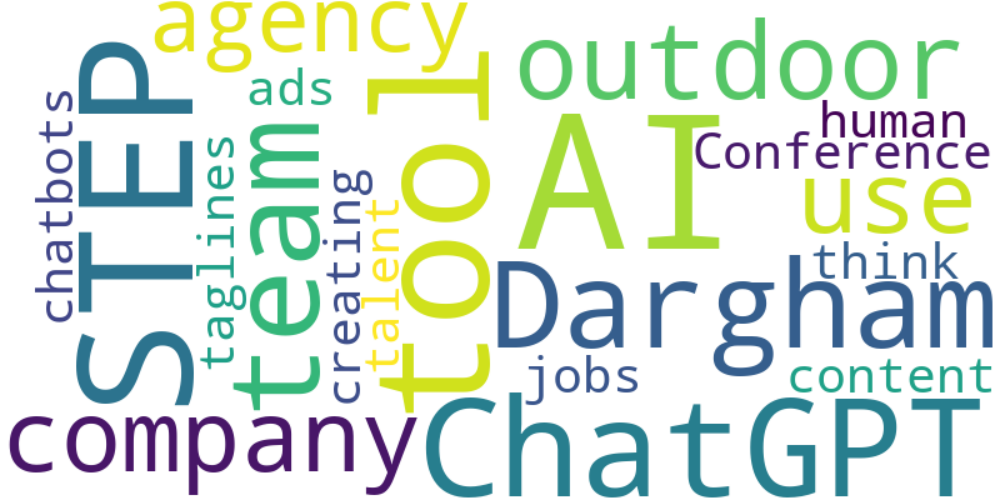 agency
outdoor
STEP
ads
tool
chatbots
team
AI
human
Conference
taglines
creating
talent
use
think
Dargham
jobs
content
company
ChatGPT